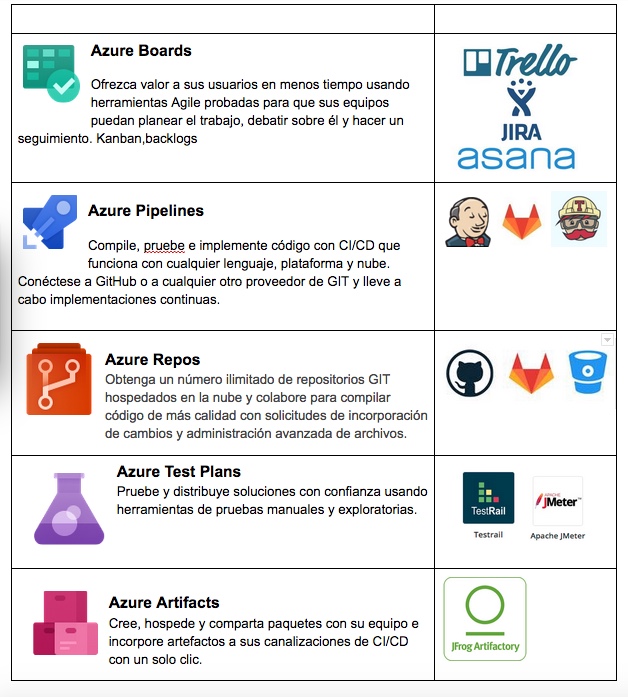 Azure Boards
Ofrezca valor a sus usuarios en menos tiempo usando
herramientas Agile probadas para que sus equipos
puedan planear el trabajo, debatir sobre él y hacer un
seguimiento. Kanban,backlogs
Trello
JIRA
asana
Azure Pipelines
Compile, pruebe e implemente código con CI/CD que
funciona con cualquier lenguaje, plataforma y nube.
Conéctese a GitHub o a cualquier otro proveedor de GIT y lleve a
cabo implementaciones continuas.
T
Azure Repos
Obtenga un número ilimitado de repositorios GIT
hospedados en la nube y colabore para compilar
código de más calidad con solicitudes de incorporación
de cambios y administración avanzada de archivos.
Azure Test Plans
Pruebe y distribuye soluciones con confianza usando
herramientas de pruebas manuales y exploratorias.
TestRail
Testrail
APACHE
JMeter™
Apache JMeter
Azure Artifacts
Cree, hospede y comparta paquetes con su equipo e
incorpore artefactos a sus canalizaciones de CI/CD
con un solo clic.
JFrog Artifactory